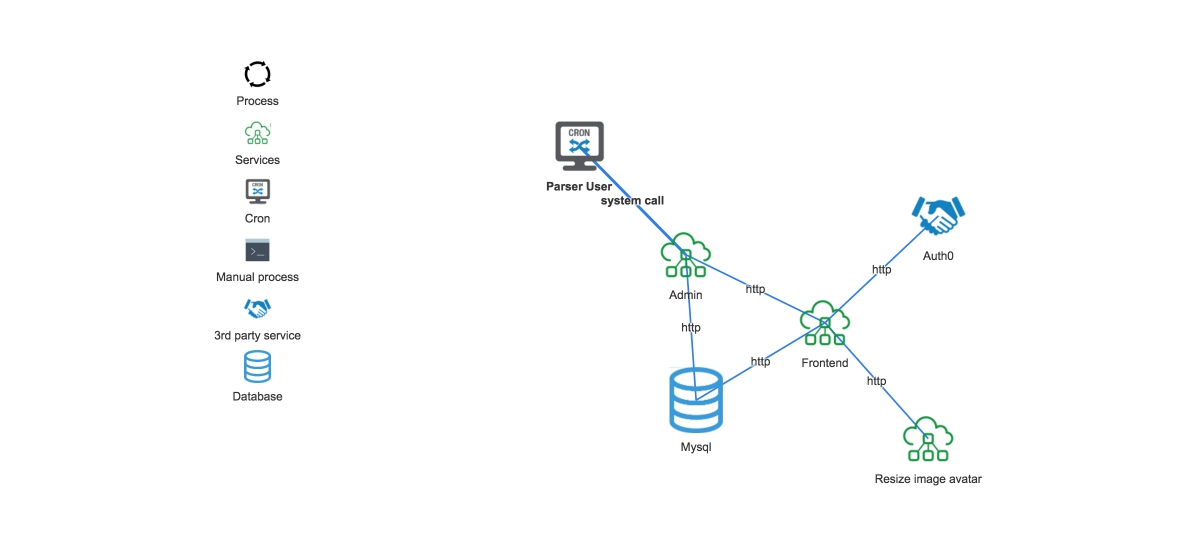 Process
Services
Cron
Manual process
3rd party service
Database
CRON
CRON
Parser User
system call
Admin
http
http
http
http
http
Mysql
Frontend
Auth0
Resize image avatar